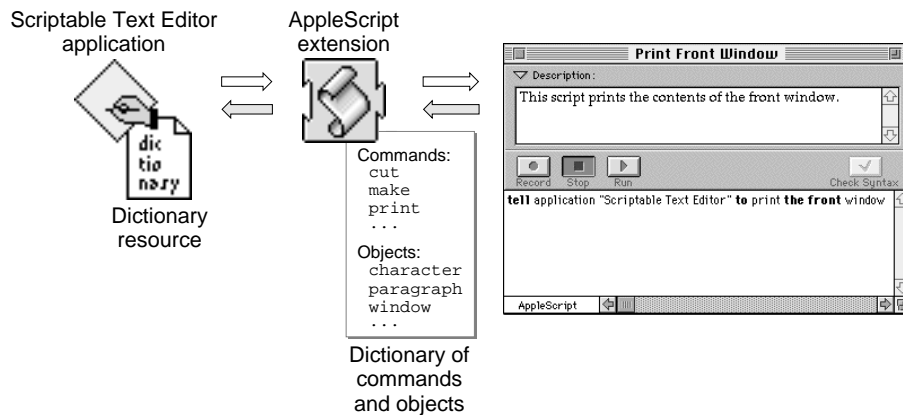 Scriptable Text Editor
application
dic
tio
nary
Dictionary
resource
AppleScript
extension
Commands:
cut
make
print
...
Objects:
character
paragraph
window
...
Dictionary of
commands
and objects
Print Front Window
Description:
This script prints the contents of the front window.
Record Stop Run Check Syntax
tell application "Scriptable Text Editor" to print the front window
AppleScript